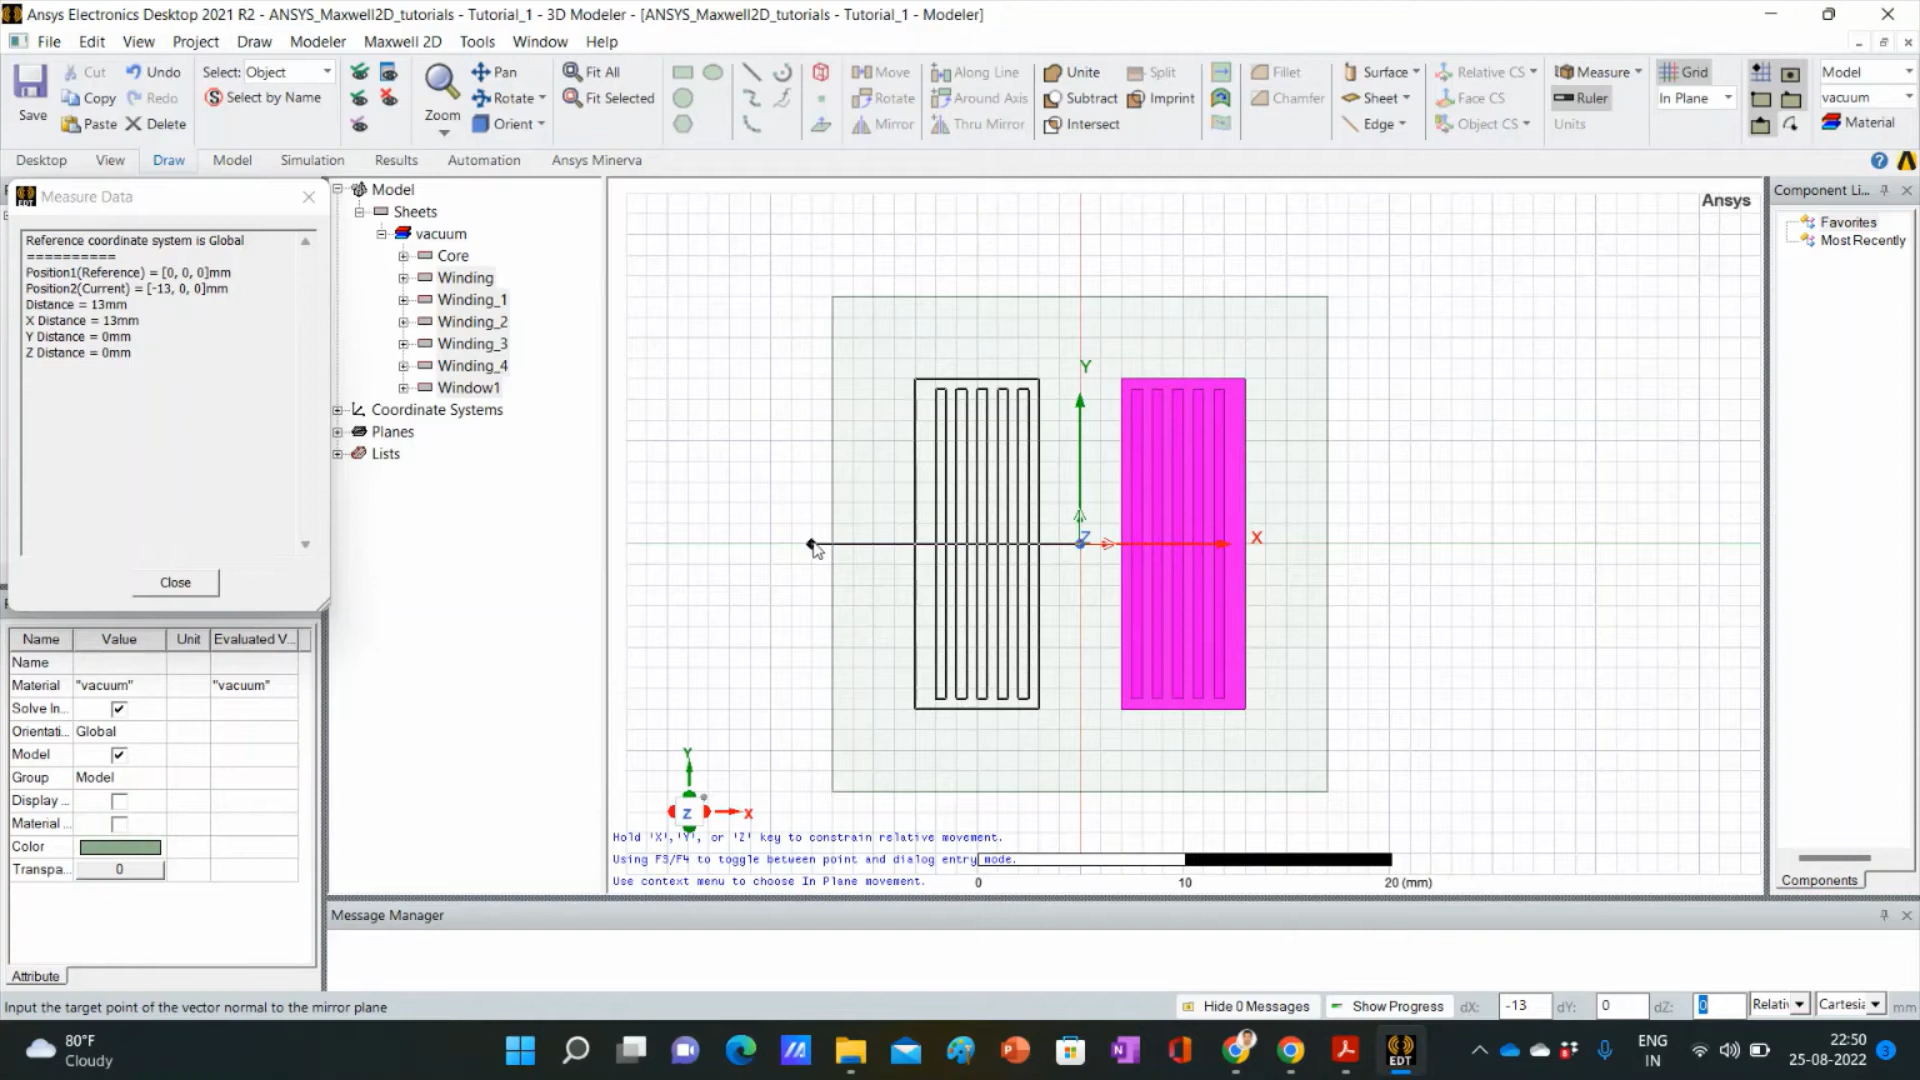 Ansys Electronics Desktop 2021 R2 - ANSYS_Maxwell2D_tutorials - Tutorial_1 - 3D Modeler - [ANSYS_Maxwell2D_tutorials - Tutorial_1 - Modeler]
File Edit View Project Draw Modeler Maxwell 2D Tools Window Help
Save Cut Undo Select: Object Pan Fit All Move Along Line Unite Split Fillet Surface Relative CS Measure Grid Model
Copy Redo Select by Name Zoom Rotate Fit Selected Rotate Around Axis Subtract Imprint Chamfer Sheet Face CS Ruler In Plane vacuum
Paste Delete Orient Mirror Thru Mirror Intersect Edge Object CS Units Material
Desktop View Draw Model Simulation Results Automation Ansys Minerva
Measure Data
Reference coordinate system is Global
==========
Position1(Reference) = [0, 0, 0]mm
Position2(Current) = [-13, 0, 0]mm
Distance = 13mm
X Distance = 13mm
Y Distance = 0mm
Z Distance = 0mm
Close
Model
Sheets
vacuum
Core
Winding
Winding_1
Winding_2
Winding_3
Winding_4
Window1
Coordinate Systems
Planes
Lists
Ansys
Y
Z
X
Y
Z
X
Hold 'X','Y', or 'Z' key to constrain relative movement.
Using F3/F4 to toggle between point and dialog entry mode.
Use context menu to choose In Plane movement.
0 10 20 (mm)
Component Li...
Favorites
Most Recently
Components
Name Value Unit Evaluated V...
Name
Material "vacuum" "vacuum"
Solve In...
Orientati... Global
Model
Group Model
Display ...
Material ...
Color
Transpa... 0
Attribute
Message Manager
Input the target point of the vector normal to the mirror plane
Hide 0 Messages Show Progress dX: -13 dY: 0 dZ: 0 Relativ Cartesia mm
80°F
Cloudy
EDT
ENG
IN
22:50
25-08-2022
3